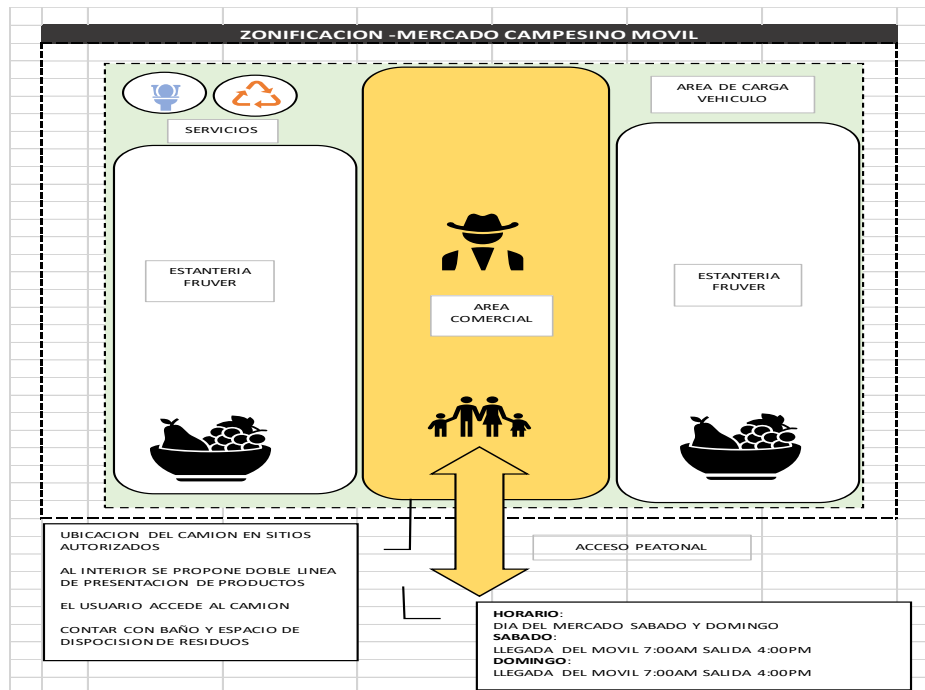 ZONIFICACION -MERCADO CAMPESINO MOVIL
AREA DE CARGA
VEHICULO
SERVICIOS
ESTANTERIA
FRUVER
AREA
COMERCIAL
ESTANTERIA
FRUVER
UBICACION DEL CAMION EN SITIOS
AUTORIZADOS
AL INTERIOR SE PROPONE DOBLE LINEA
DE PRESENTACION DE PRODUCTOS
EL USUARIO ACCEDE AL CAMION
CONTAR CON BAÑO Y ESPACIO DE
DISPOCISION DE RESIDUOS
ACCESO PEATONAL
HORARIO:
DIA DEL MERCADO SABADO Y DOMINGO
SABADO:
LLEGADA DEL MOVIL 7:00AM SALIDA 4:00PM
DOMINGO:
LLEGADA DEL MOVIL 7:00AM SALIDA 4:00PM